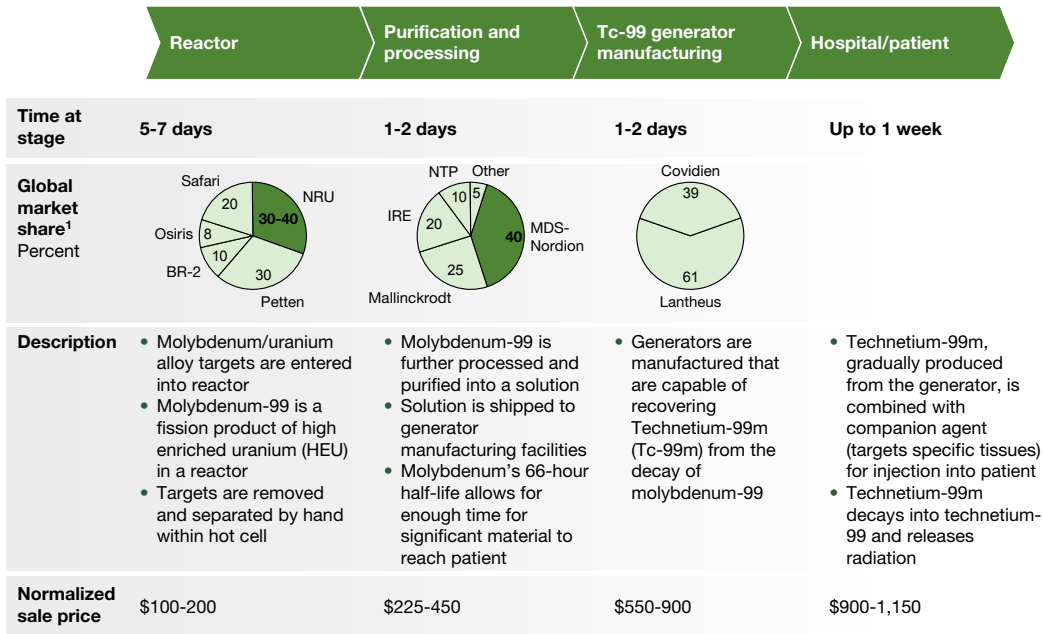 Reactor
Purification and
processing
Tc-99 generator
manufacturing
Hospital/patient
Time at
stage
5-7 days
1-2 days
1-2 days
Up to 1 week
Global
market
share1
Percent
Safari
20
NRU
30-40
Osiris
8
BR-2
10
30
Petten
NTP
10
Other
5
IRE
20
40
MDS-
Nordion
25
Mallinckrodt
Covidien
39
61
Lantheus
Description
• Molybdenum/uranium
alloy targets are entered
into reactor
• Molybdenum-99 is a
fission product of high
enriched uranium (HEU)
in a reactor
• Targets are removed
and separated by hand
within hot cell
• Molybdenum-99 is
further processed and
purified into a solution
• Solution is shipped to
generator
manufacturing facilities
• Molybdenum’s 66-hour
half-life allows for
enough time for
significant material to
reach patient
• Generators are
manufactured that
are capable of
recovering
Technetium-99m
(Tc-99m) from the
decay of
molybdenum-99
• Technetium-99m,
gradually produced
from the generator, is
combined with
companion agent
(targets specific tissues)
for injection into patient
• Technetium-99m
decays into technetium-
99 and releases
radiation
Normalized
sale price
$100-200
$225-450
$550-900
$900-1,150